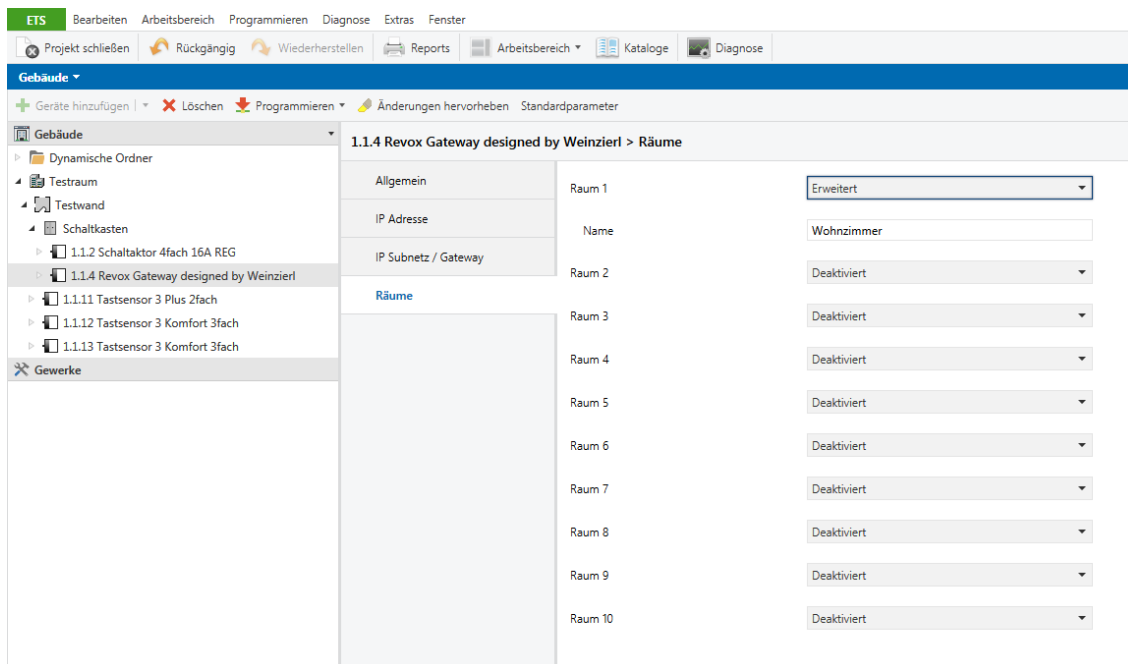 ETS Bearbeiten Arbeitsbereich Programmieren Diagnose Extras Fenster
Projekt schließen Rückgängig Wiederherstellen Reports Arbeitsbereich Kataloge Diagnose
Gebäude
Geräte hinzufügen Löschen Programmieren Änderungen hervorheben Standardparameter
Gebäude
Dynamische Ordner
Testraum
Testwand
Schaltkasten
1.1.2 Schaltaktor 4fach 16A REG
1.1.4 Revox Gateway designed by Weinzierl
1.1.11 Tastsensor 3 Plus 2fach
1.1.12 Tastsensor 3 Komfort 3fach
1.1.13 Tastsensor 3 Komfort 3fach
Gewerke
1.1.4 Revox Gateway designed by Weinzierl > Räume
Allgemein
IP Adresse
IP Subnetz / Gateway
Räume
Raum 1 Erweitert
Name Wohnzimmer
Raum 2 Deaktiviert
Raum 3 Deaktiviert
Raum 4 Deaktiviert
Raum 5 Deaktiviert
Raum 6 Deaktiviert
Raum 7 Deaktiviert
Raum 8 Deaktiviert
Raum 9 Deaktiviert
Raum 10 Deaktiviert